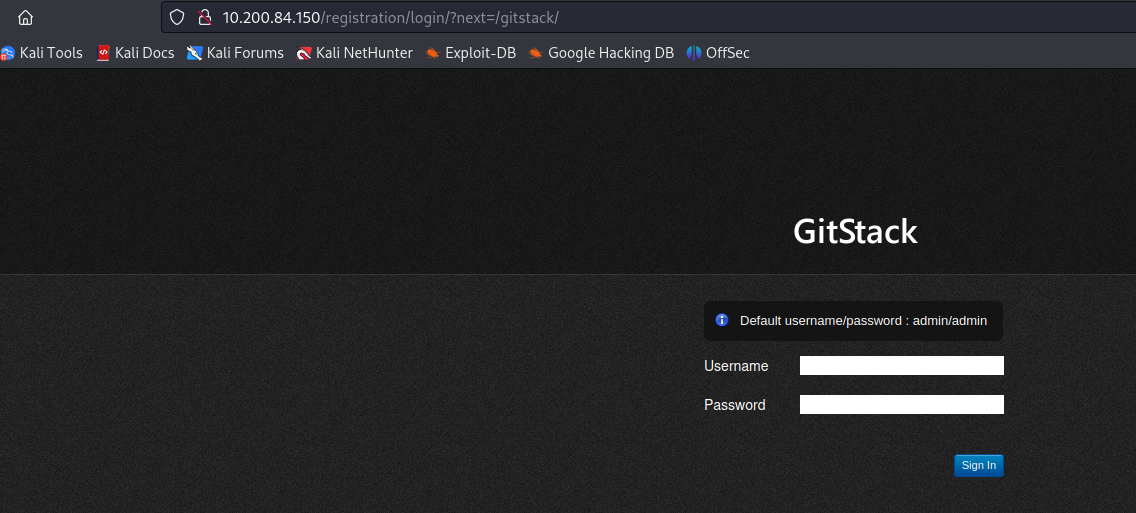 10.200.84.150/registration/login/?next=/gitstack/
Kali Tools Kali Docs Kali Forums Kali NetHunter Exploit-DB Google Hacking DB OffSec
GitStack
Default username/password : admin/admin
Username
Password
Sign In